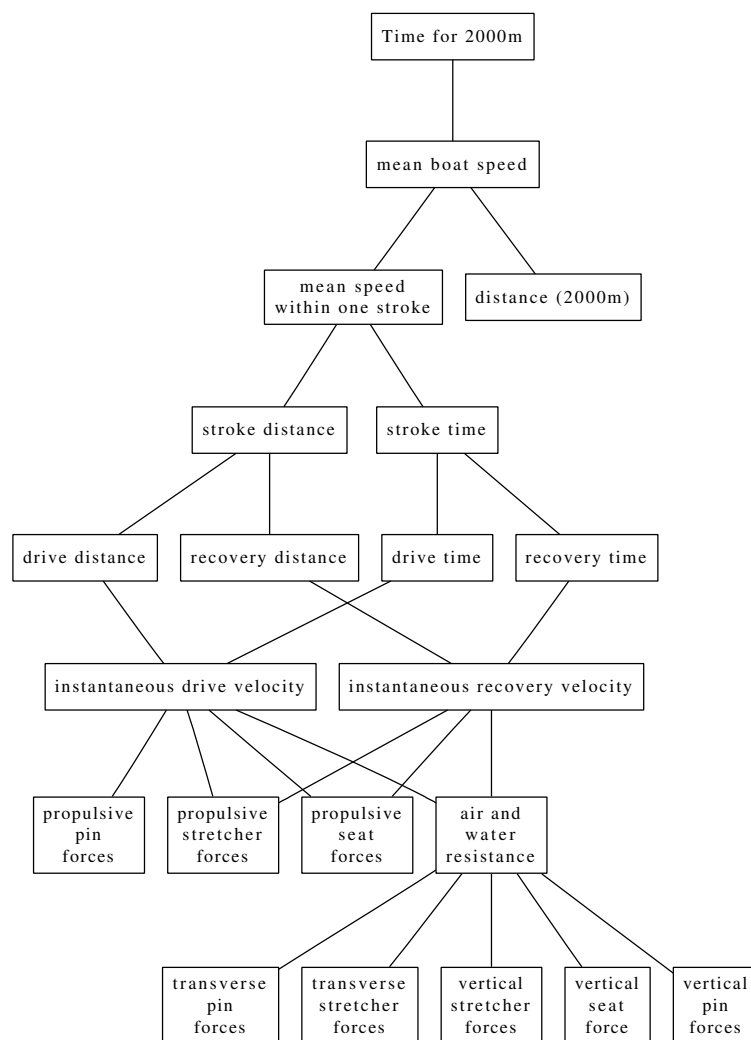 Time for 2000m
mean boat speed
mean speed
within one stroke
distance (2000m)
stroke distance
stroke time
drive distance
recovery distance
drive time
recovery time
instantaneous drive velocity
instantaneous recovery velocity
propulsive
pin
forces
propulsive
stretcher
forces
propulsive
seat
forces
air and
water
resistance
transverse
pin
forces
transverse
stretcher
forces
vertical
stretcher
forces
vertical
seat
force
vertical
pin
forces